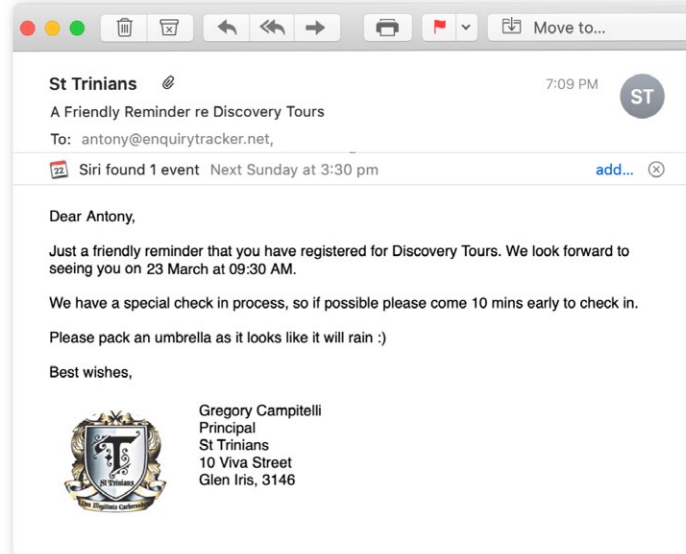 Move to...
St Trinians
7:09 PM
ST
A Friendly Reminder re Discovery Tours
To: antony@enquirytracker.net,
22 Siri found 1 event Next Sunday at 3:30 pm add...
Dear Antony,
Just a friendly reminder that you have registered for Discovery Tours. We look forward to
seeing you on 23 March at 09:30 AM.
We have a special check in process, so if possible please come 10 mins early to check in.
Please pack an umbrella as it looks like it will rain :)
Best wishes,
Gregory Campitelli
Principal
St Trinians
10 Viva Street
Glen Iris, 3146
T
St Trinians